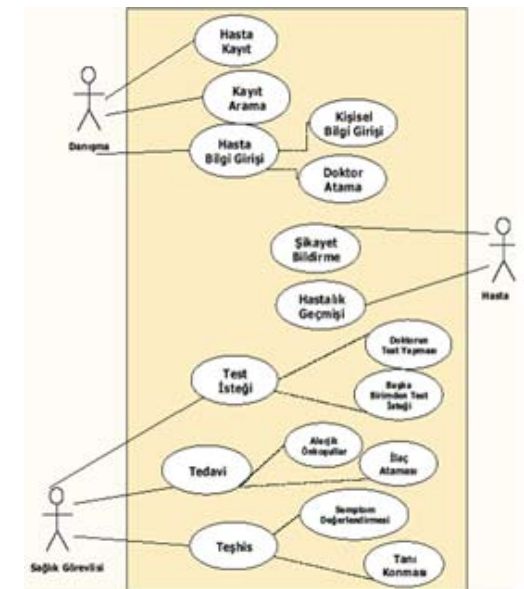 Hasta
Kayıt
Kayıt
Arama
Danışma
Hasta
Bilgi Girişi
Kişisel
Bilgi Girişi
Doktor
Atama
Şikayet
Bildirme
Hasta
Hastalık
Geçmişi
Doktorun
Test Yapması
Test
İsteği
Başka
Birimden Test
İsteği
Alerjik
Önkoşullar
İlaç
Ataması
Tedavi
Semptom
Değerlendirmesi
Teşhis
Tanı
Konması
Sağlık Görevlisi